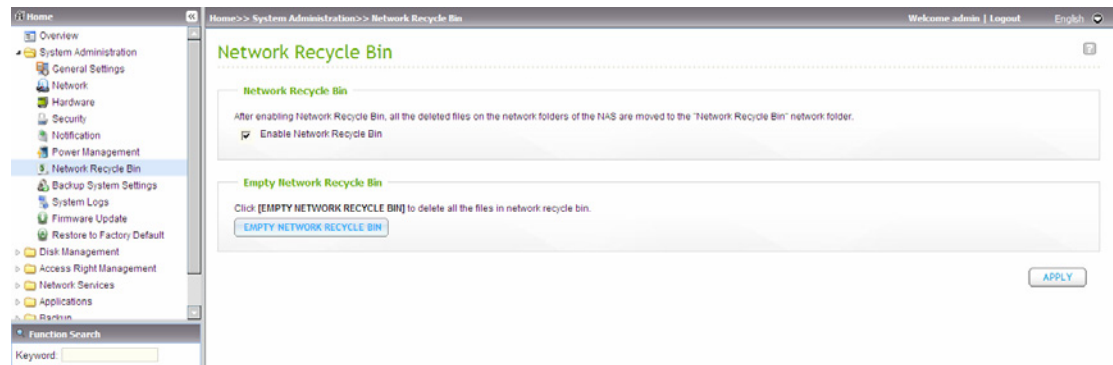 Home
Home>> System Administration>> Network Recycle Bin
Welcome admin | Logout
English
Overview
System Administration
General Settings
Network
Hardware
Security
Notification
Power Management
Network Recycle Bin
Backup System Settings
System Logs
Firmware Update
Restore to Factory Default
Disk Management
Access Right Management
Network Services
Applications
Backup
Function Search
Keyword:
Network Recycle Bin
Network Recycle Bin
After enabling Network Recycle Bin, all the deleted files on the network folders of the NAS are moved to the "Network Recycle Bin" network folder.
Enable Network Recycle Bin
Empty Network Recycle Bin
Click [EMPTY NETWORK RECYCLE BIN] to delete all the files in network recycle bin.
EMPTY NETWORK RECYCLE BIN
APPLY